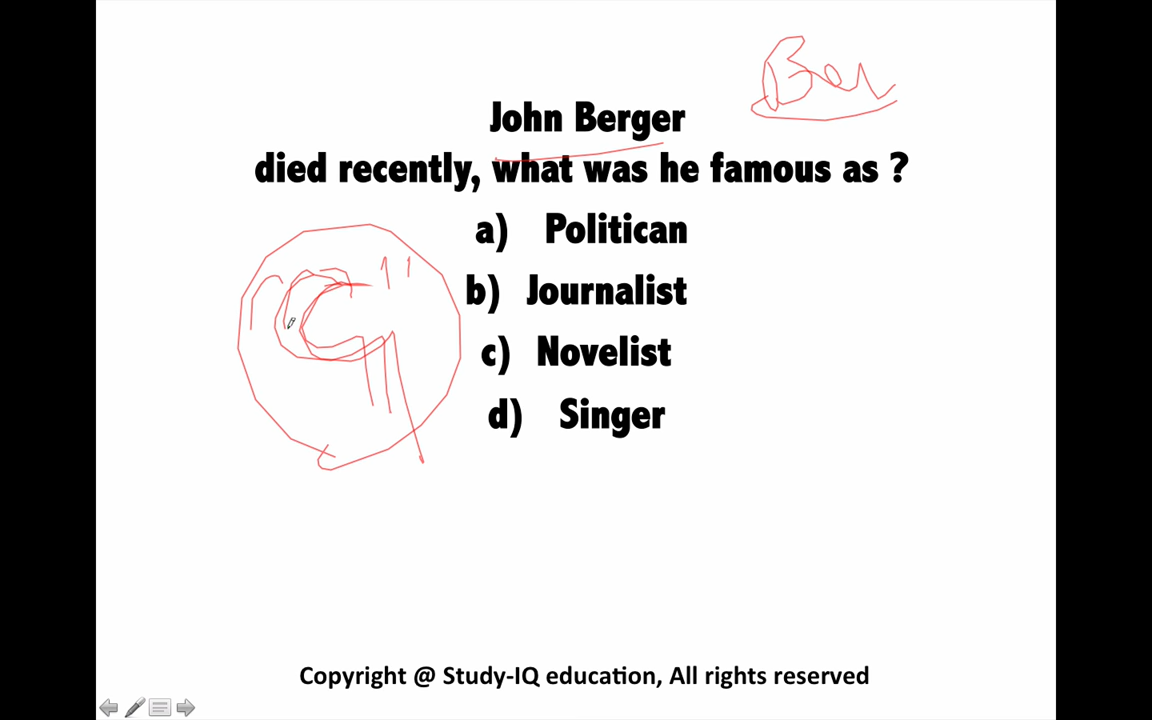 John Berger
died recently, what was he famous as ?
a) Politican
b) Journalist
c) Novelist
d) Singer
Copyright @ Study-IQ education, All rights reserved